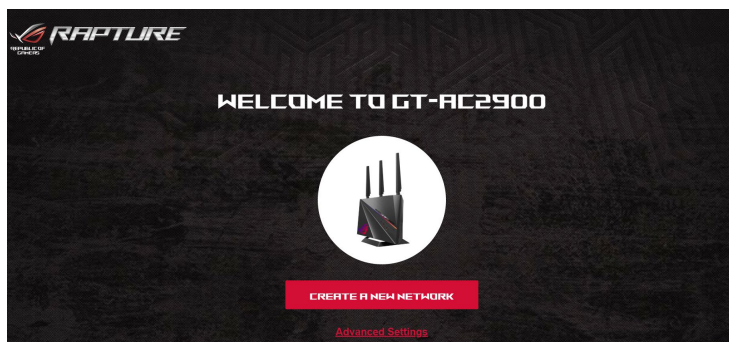 RAPTURE
REPUBLIC OF
GAMERS
WELCOME TO GT-AC2900
CREATE A NEW NETWORK
Advanced Settings